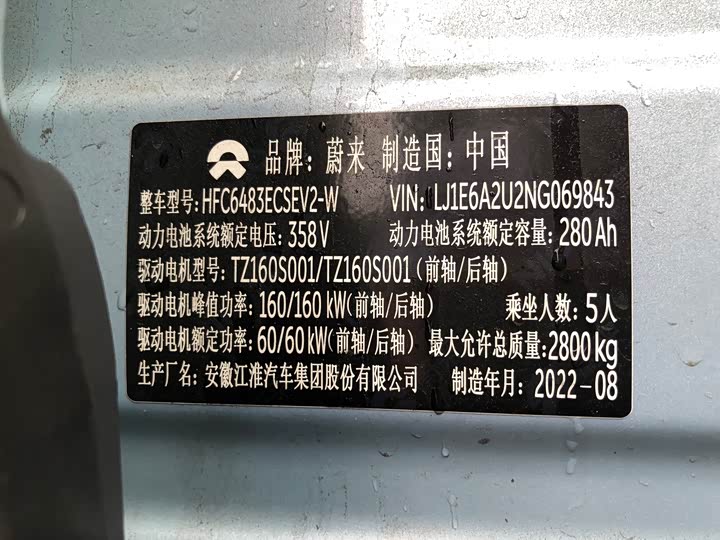 品牌：蔚来 制造国：中国
整车型号：HFC6483ECSEV2-W VIN：LJ1E6A2U2NG069843
动力电池系统额定电压：358V 动力电池系统额定容量：280Ah
驱动电机型号：TZ160S001/TZ160S001（前轴/后轴）
驱动电机峰值功率：160/160kW（前轴/后轴） 乘坐人数：5人
驱动电机额定功率：60/60kW（前轴/后轴） 最大允许总质量：2800kg
生产厂名：安徽江淮汽车集团股份有限公司 制造年月：2022-08